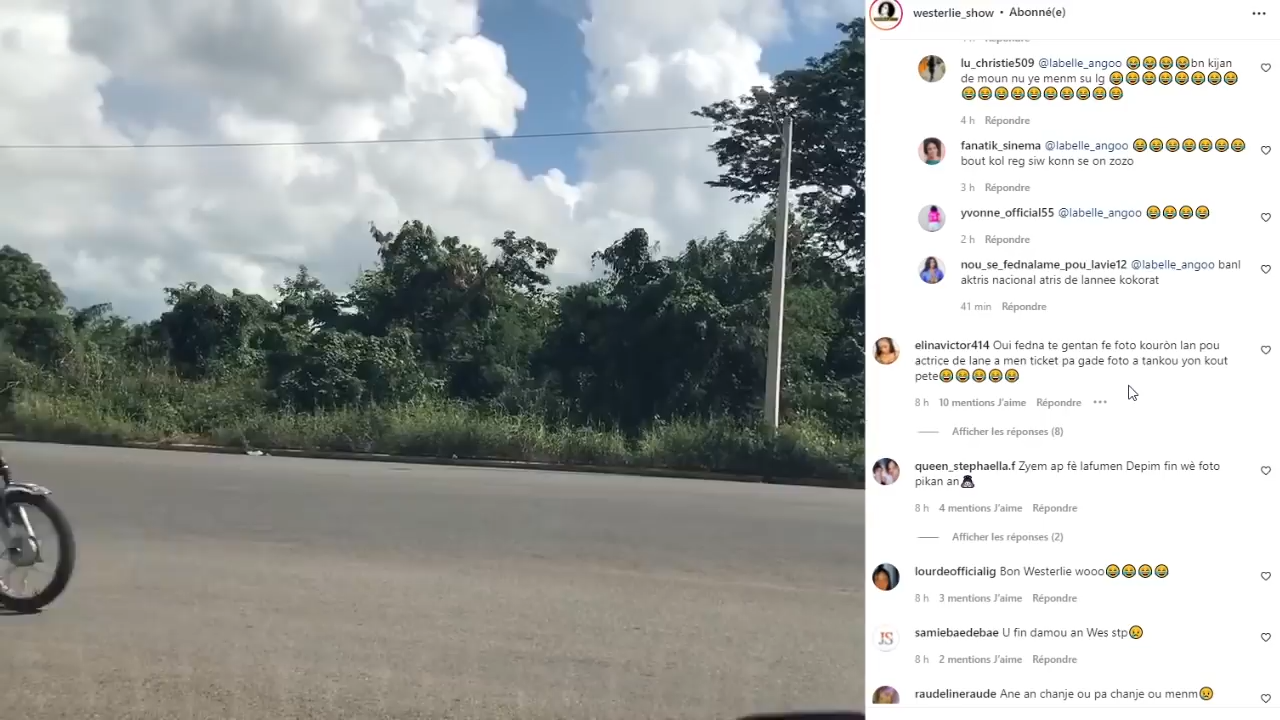 westerlie_show • Abonné(e)
Répondre
lu_christie509 @labelle_angoo 😂😂😂😂bn kijan
de moun nu ye menm su Ig 😂😂😂😂😂😂😂😂
😂😂😂😂😂😂😂😂😂😂
4 h Répondre
fanatik_sinema @labelle_angoo 😂😂😂😂😂😂😂
bout kol reg siw konn se on zozo
3 h Répondre
yvonne_official55 @labelle_angoo 😂😂😂😂
2 h Répondre
nou_se_fednalame_pou_lavie12 @labelle_angoo banl
aktris nacional atris de lannee kokorat
41 min Répondre
elinavictor414 Oui fedna te gentan fe foto kouròn lan pou
actrice de lane a men ticket pa gade foto a tankou yon kout
pete😂😂😂😂😂
8 h 10 mentions J’aime Répondre •••
Afficher les réponses (8)
queen_stephaella.f Zyem ap fè lafumen Depim fin wè foto
pikan an
8 h 4 mentions J’aime Répondre
Afficher les réponses (2)
lourdeofficialig Bon Westerlie wooo😂😂😂😂
8 h 3 mentions J’aime Répondre
JS
samiebaedebae U fin damou an Wes stp😣
8 h 2 mentions J’aime Répondre
raudelineraude Ane an chanje ou pa chanje ou menm😣